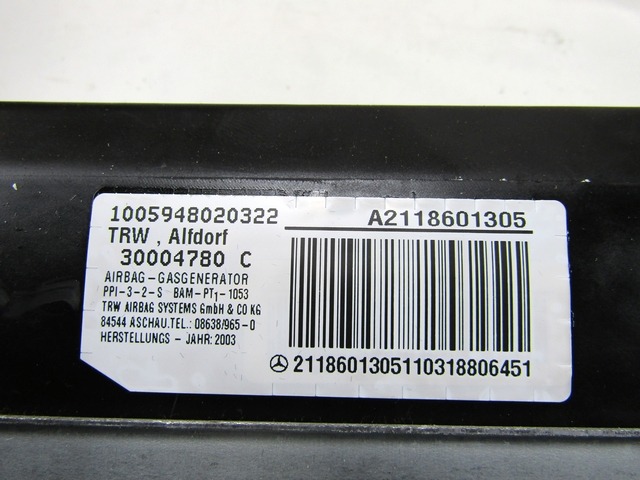 1005948020322
A2118601305
TRW , Alfdorf
30004780 C
AIRBAG-GASGENERATOR
PPI-3-2-S BAM-PT1-1053
TRW AIRBAG SYSTEMS GmbH & CO KG
84544 ASCHAU.TEL.: 08638/965-0
HERSTELLUNGS - JAHR: 2003
2118601305110318806451